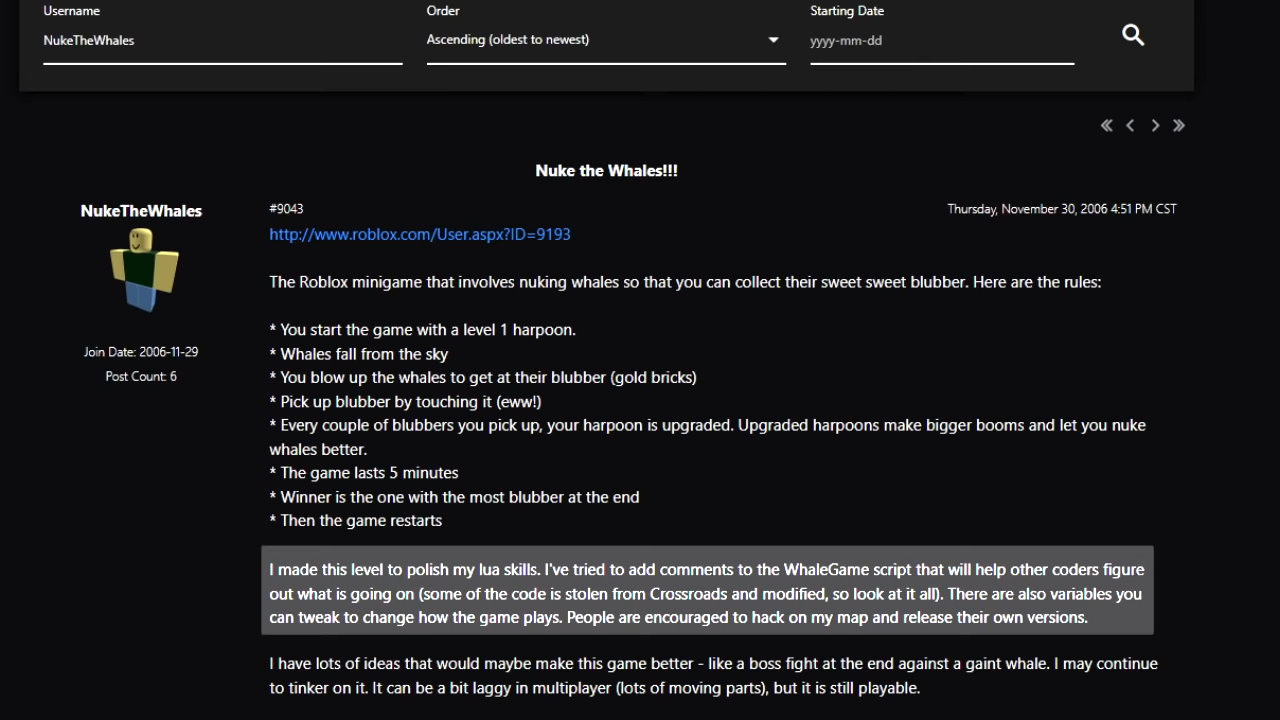 Username
Order
Starting Date
NukeTheWhales
Ascending (oldest to newest)
yyyy-mm-dd
Nuke the Whales!!!
NukeTheWhales
#9043
Thursday, November 30, 2006 4:51 PM CST
http://www.roblox.com/User.aspx?ID=9193
The Roblox minigame that involves nuking whales so that you can collect their sweet sweet blubber. Here are the rules:
* You start the game with a level 1 harpoon.
Join Date: 2006-11-29
* Whales fall from the sky
Post Count: 6
* You blow up the whales to get at their blubber (gold bricks)
* Pick up blubber by touching it (eww!)
* Every couple of blubbers you pick up, your harpoon is upgraded. Upgraded harpoons make bigger booms and let you nuke
whales better.
* The game lasts 5 minutes
* Winner is the one with the most blubber at the end
* Then the game restarts
I made this level to polish my lua skills. I've tried to add comments to the WhaleGame script that will help other coders figure
out what is going on (some of the code is stolen from Crossroads and modified, so look at it all). There are also variables you
can tweak to change how the game plays. People are encouraged to hack on my map and release their own versions.
I have lots of ideas that would maybe make this game better - like a boss fight at the end against a gaint whale. I may continue
to tinker on it. It can be a bit laggy in multiplayer (lots of moving parts), but it is still playable.